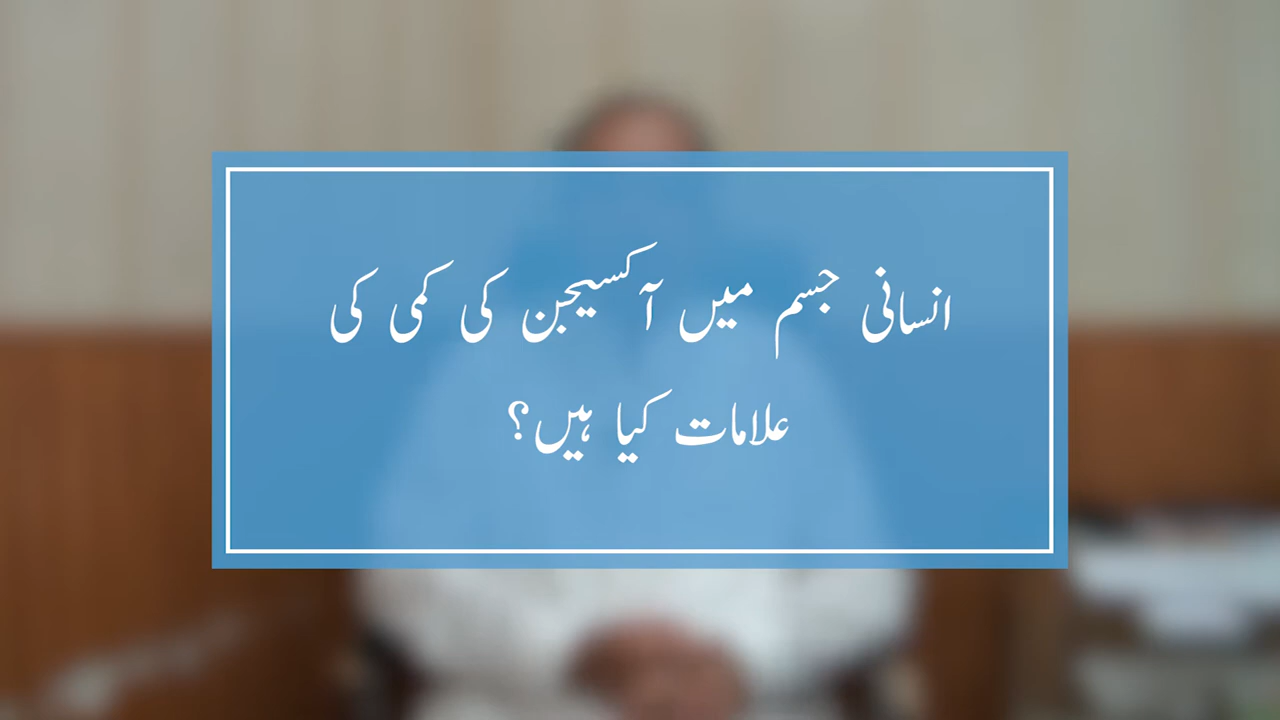 انسانی جسم میں آکسیجن کی کمی کی
علامات کیا ہیں؟